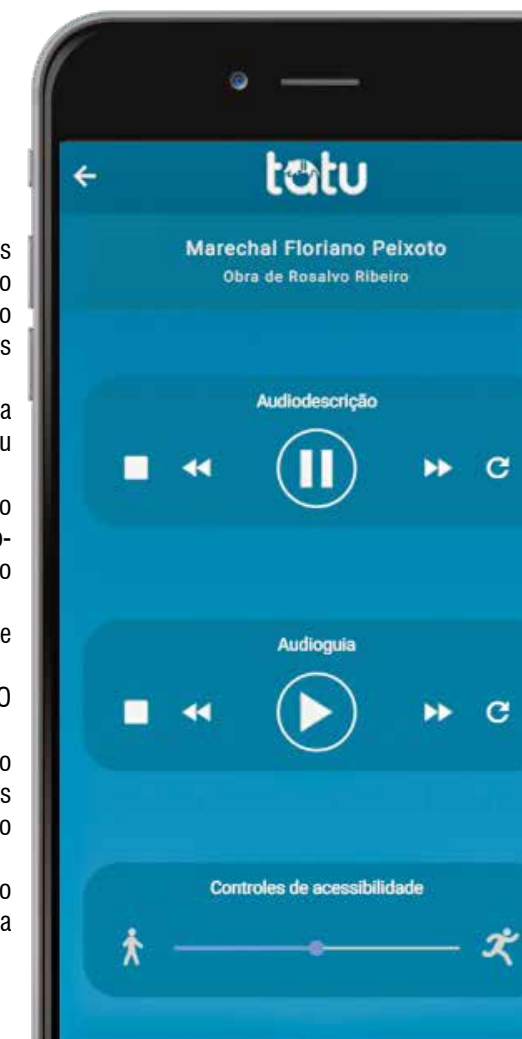 tatu
Marechal Floriano Peixoto
Obra de Rosalvo Ribeiro
s
o
o
s
Audiodescrição
a
u
o
o-
o
e
Audioguia
O
o
s
o
Controles de acessibilidade
o
a